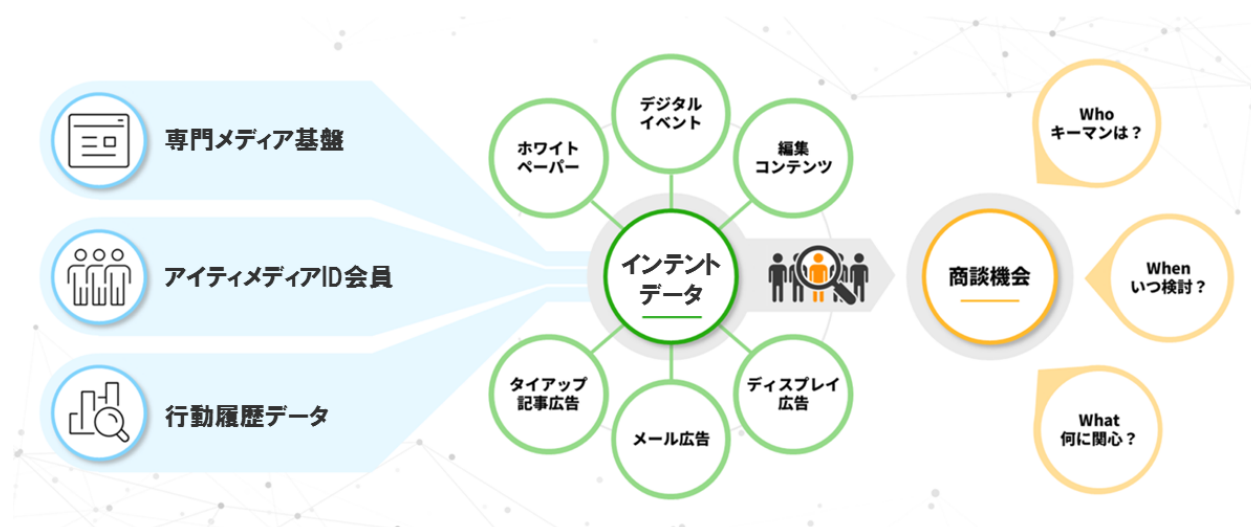 専門メディア基盤
アイティメディアID会員
行動履歴データ
デジタル
イベント
ホワイト
ペーパー
編集
コンテンツ
インテント
データ
タイアップ
記事広告
メール広告
ディスプレイ
広告
商談機会
Who
キーマンは？
When
いつ検討？
What
何に関心？